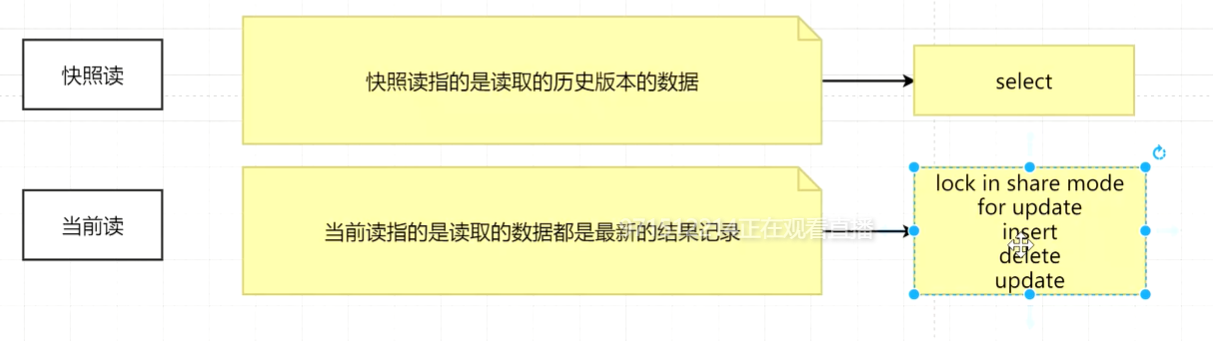 快照读
快照读指的是读取的历史版本的数据
select
当前读
当前读指的是读取的数据都是最新的结果记录
正在观看直播
lock in share mode
for update
insert
delete
update